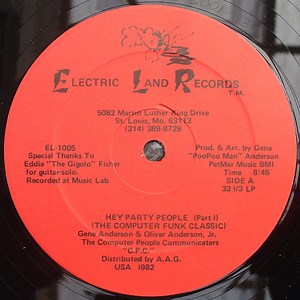 ELECTRIC LAND RECORDS
T.M.
5082 Martin Luther King Drive
St. Louis, Mo. 63113
(314) 389-8729
EL-1005
Special Thanks To
Eddie "The Gigolo" Fisher
for guitar-solo.
Recorded at Music Lab
Prod. & Arr. by Gene
"PooPoo Man" Anderson
PetMar Music BMI
Time 8:45
SIDE A
33 1/3 LP
HEY PARTY PEOPLE (Part I)
(THE COMPUTER FUNK CLASSIC)
Gene Anderson & Oliver Anderson, Jr.
The Computer People Communicaters
"C.P.C."
Distributed by A.A.G.
USA 1982